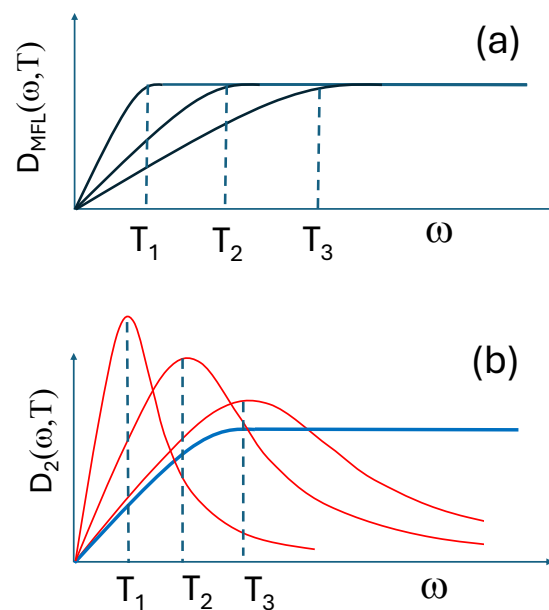 (a)
D_MFL(ω,T)
T₁ T₂ T₃ ω
(b)
D₂(ω,T)
T₁ T₂ T₃ ω